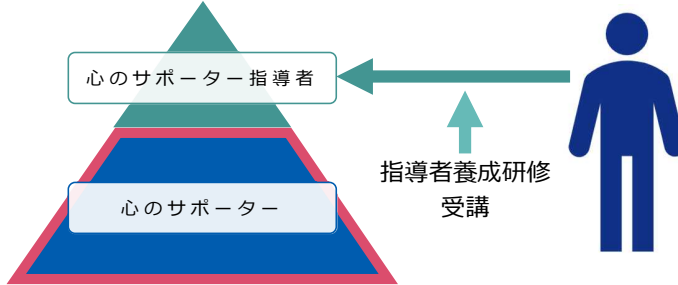 心のサポーター指導者
指導者養成研修
受講
心のサポーター